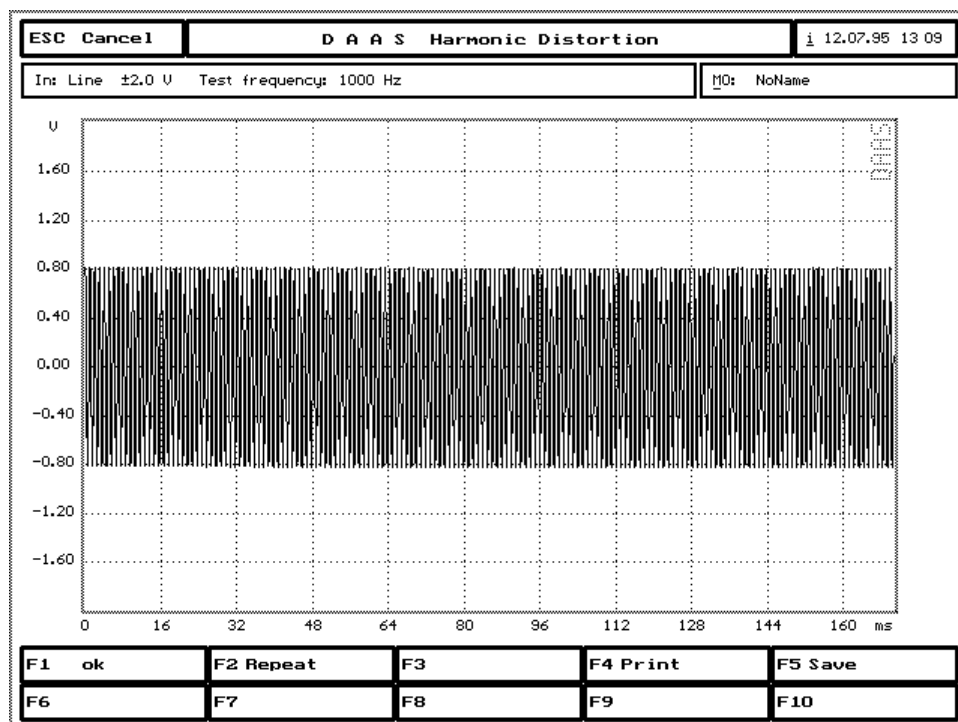 ESC Cancel
D A A S Harmonic Distortion
i 12.07.95 13 09
In: Line ±2.0 V Test frequency: 1000 Hz
MO: NoName
V
DAAS
1.60
1.20
0.80
0.40
0.00
-0.40
-0.80
-1.20
-1.60
0 16 32 48 64 80 96 112 128 144 160 ms
F1 ok F2 Repeat F3 F4 Print F5 Save
F6 F7 F8 F9 F10